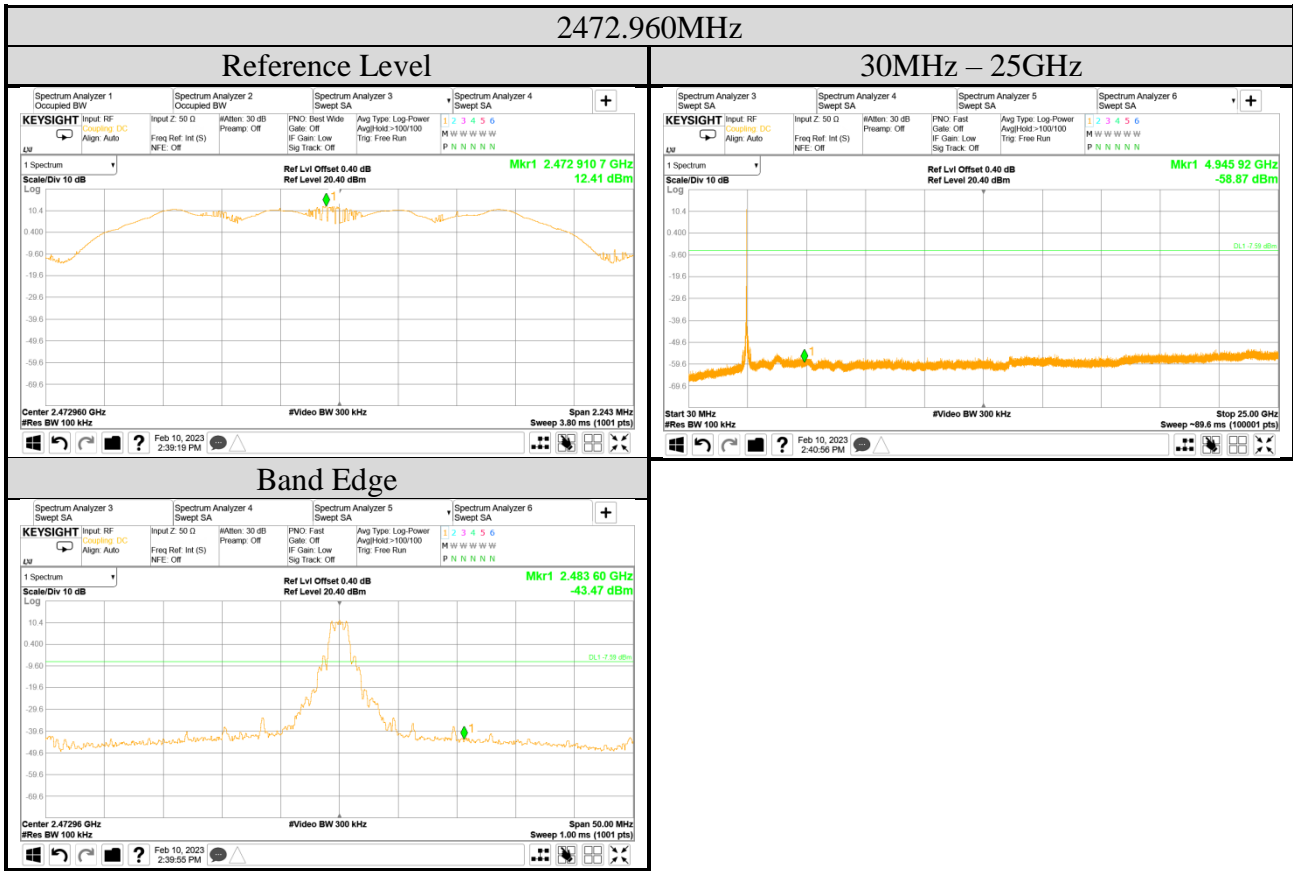 2472.960MHz
Reference Level
30MHz – 25GHz
Spectrum Analyzer 1
Occupied BW
Spectrum Analyzer 2
Occupied BW
Spectrum Analyzer 3
Swept SA
Spectrum Analyzer 4
Swept SA
+
KEYSIGHT
Input: RF
Coupling: DC
Align: Auto
Input Z: 50 Ω
Freq Ref: Int (S)
NFE: Off
#Atten: 30 dB
Preamp: Off
PNO: Best Wide
Gate: Off
IF Gain: Low
Sig Track: Off
Avg Type: Log-Power
Avg|Hold:>100/100
Trig: Free Run
1 2 3 4 5 6
M W W W W W
P N N N N N
LXI
1 Spectrum
Scale/Div 10 dB
Log
Ref Lvl Offset 0.40 dB
Ref Level 20.40 dBm
Mkr1 2.472 910 7 GHz
12.41 dBm
1
10.4
0.400
-9.60
-19.6
-29.6
-39.6
-49.6
-59.6
-69.6
Center 2.472960 GHz
#Res BW 100 kHz
#Video BW 300 kHz
Span 2.243 MHz
Sweep 3.80 ms (1001 pts)
?
Feb 10, 2023
2:39:19 PM
Spectrum Analyzer 3
Swept SA
Spectrum Analyzer 4
Swept SA
Spectrum Analyzer 5
Swept SA
Spectrum Analyzer 6
Swept SA
+
KEYSIGHT
Input: RF
Coupling: DC
Align: Auto
Input Z: 50 Ω
Freq Ref: Int (S)
NFE: Off
#Atten: 30 dB
Preamp: Off
PNO: Fast
Gate: Off
IF Gain: Low
Sig Track: Off
Avg Type: Log-Power
Avg|Hold:>100/100
Trig: Free Run
1 2 3 4 5 6
M W W W W W
P N N N N N
LXI
1 Spectrum
Scale/Div 10 dB
Log
Ref Lvl Offset 0.40 dB
Ref Level 20.40 dBm
Mkr1 4.945 92 GHz
-58.87 dBm
10.4
0.400
-9.60
-19.6
-29.6
-39.6
-49.6
-59.6
-69.6
DL1 -7.59 dBm
1
Start 30 MHz
#Res BW 100 kHz
#Video BW 300 kHz
Stop 25.00 GHz
Sweep ~89.6 ms (100001 pts)
?
Feb 10, 2023
2:40:56 PM
Band Edge
Spectrum Analyzer 3
Swept SA
Spectrum Analyzer 4
Swept SA
Spectrum Analyzer 5
Swept SA
Spectrum Analyzer 6
Swept SA
+
KEYSIGHT
Input: RF
Coupling: DC
Align: Auto
Input Z: 50 Ω
Freq Ref: Int (S)
NFE: Off
#Atten: 30 dB
Preamp: Off
PNO: Fast
Gate: Off
IF Gain: Low
Sig Track: Off
Avg Type: Log-Power
Avg|Hold:>100/100
Trig: Free Run
1 2 3 4 5 6
M W W W W W
P N N N N N
LXI
1 Spectrum
Scale/Div 10 dB
Log
Ref Lvl Offset 0.40 dB
Ref Level 20.40 dBm
Mkr1 2.483 60 GHz
-43.47 dBm
10.4
0.400
-9.60
-19.6
-29.6
-39.6
-49.6
-59.6
-69.6
DL1 -7.59 dBm
1
Center 2.47296 GHz
#Res BW 100 kHz
#Video BW 300 kHz
Span 50.00 MHz
Sweep 1.00 ms (1001 pts)
?
Feb 10, 2023
2:39:55 PM